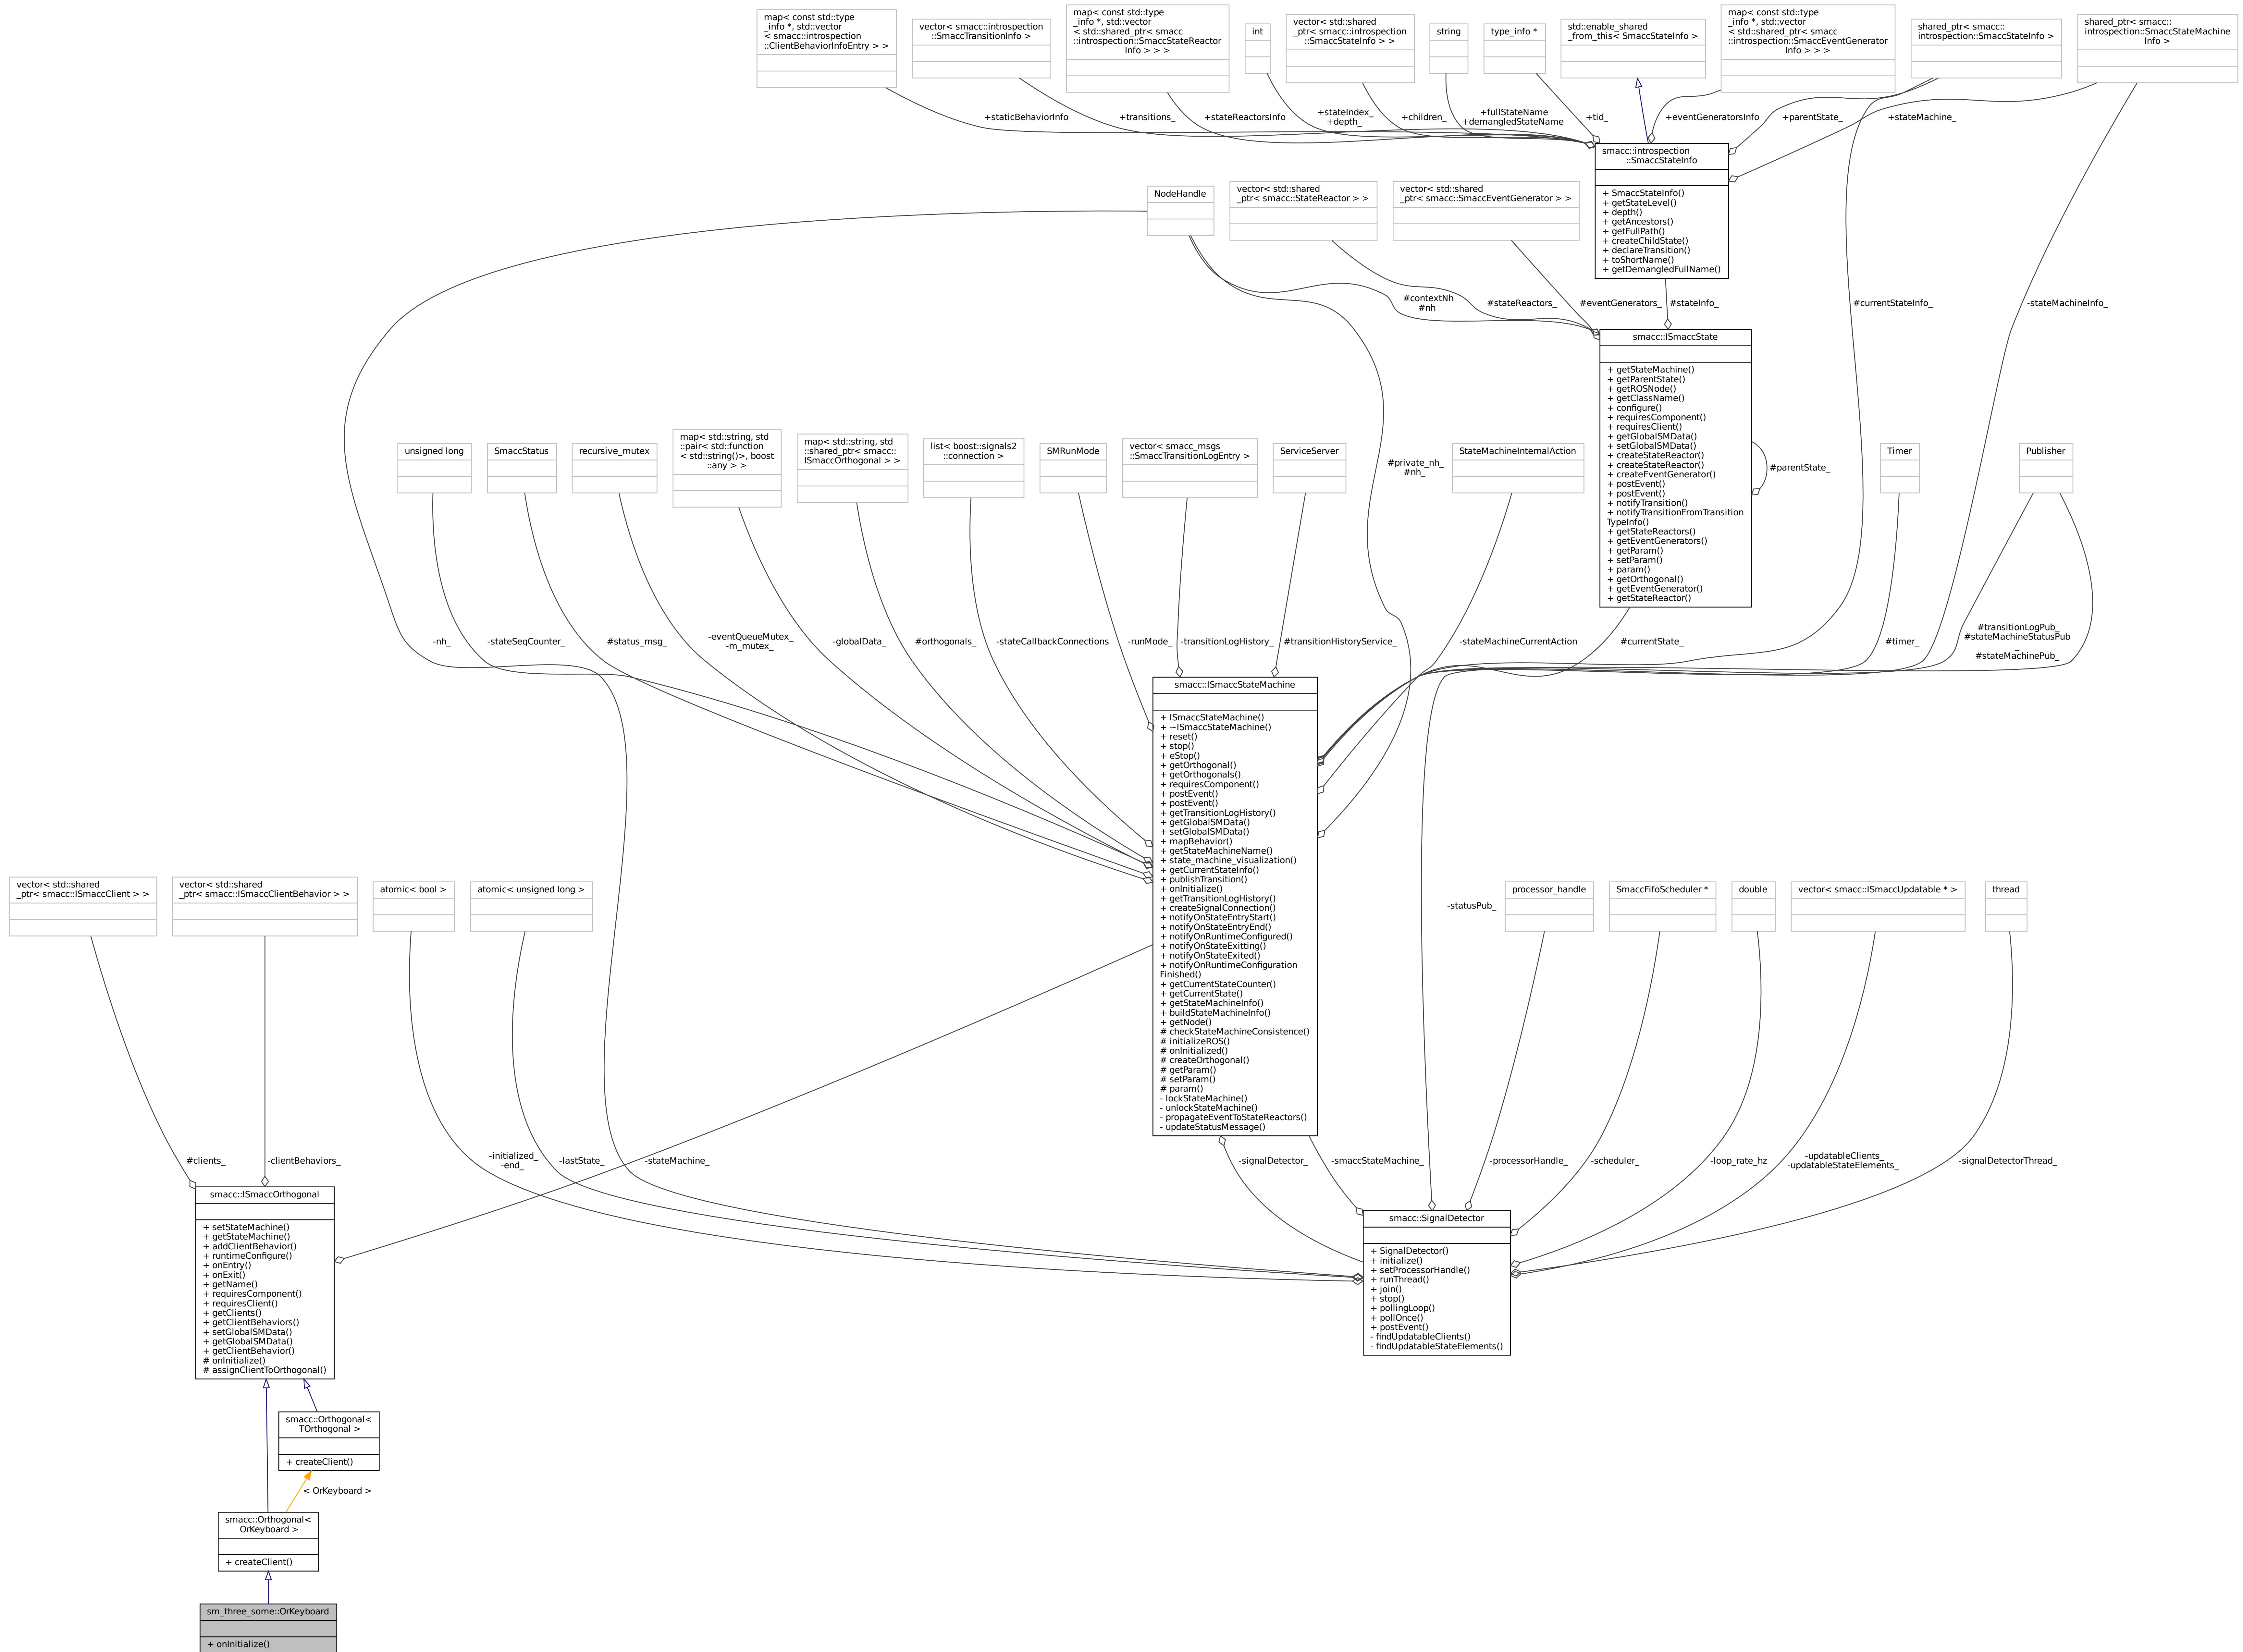 map< const std::type
_info *, std::vector
< smacc::introspection
::ClientBehaviorInfoEntry > >
vector< smacc::introspection
::SmaccTransitionInfo >
map< const std::type
_info *, std::vector
< std::shared_ptr< smacc
::introspection::SmaccStateReactor
Info > > >
int
vector< std::shared
_ptr< smacc::introspection
::SmaccStateInfo > >
string
type_info *
std::enable_shared
_from_this< SmaccStateInfo >
map< const std::type
_info *, std::vector
< std::shared_ptr< smacc
::introspection::SmaccEventGenerator
Info > > >
shared_ptr< smacc::
introspection::SmaccStateInfo >
shared_ptr< smacc::
introspection::SmaccStateMachine
Info >
+staticBehaviorInfo
+transitions_
+stateReactorsInfo
+stateIndex_
+depth_
+children_
+fullStateName
+demangledStateName
+tid_
+eventGeneratorsInfo
+parentState_
+stateMachine_
smacc::introspection
::SmaccStateInfo
+ SmaccStateInfo()
+ getStateLevel()
+ depth()
+ getAncestors()
+ getFullPath()
+ createChildState()
+ declareTransition()
+ toShortName()
+ getDemangledFullName()
NodeHandle
vector< std::shared
_ptr< smacc::StateReactor > >
vector< std::shared
_ptr< smacc::SmaccEventGenerator > >
#contextNh
#nh
#stateReactors_
#eventGenerators_
#stateInfo_
#currentStateInfo_
-stateMachineInfo_
smacc::ISmaccState
+ getStateMachine()
+ getParentState()
+ getROSNode()
+ getClassName()
+ configure()
+ requiresComponent()
+ requiresClient()
+ getGlobalSMData()
+ setGlobalSMData()
+ createStateReactor()
+ createStateReactor()
+ createEventGenerator()
+ postEvent()
+ postEvent()
+ notifyTransition()
+ notifyTransitionFromTransition
TypeInfo()
+ getStateReactors()
+ getEventGenerators()
+ getParam()
+ setParam()
+ param()
+ getOrthogonal()
+ getEventGenerator()
+ getStateReactor()
#parentState_
unsigned long
SmaccStatus
recursive_mutex
map< std::string, std
::pair< std::function
< std::string()>, boost
::any > >
map< std::string, std
::shared_ptr< smacc::
ISmaccOrthogonal > >
list< boost::signals2
::connection >
SMRunMode
vector< smacc_msgs
::SmaccTransitionLogEntry >
ServiceServer
#private_nh_
#nh_
StateMachineInternalAction
Timer
Publisher
-nh_
-stateSeqCounter_
#status_msg_
-eventQueueMutex_
-m_mutex_
-globalData_
#orthogonals_
-stateCallbackConnections
-runMode_
-transitionLogHistory_
#transitionHistoryService_
-stateMachineCurrentAction
#currentState_
#timer_
#transitionLogPub_
#stateMachineStatusPub
_
#stateMachinePub_
smacc::ISmaccStateMachine
+ ISmaccStateMachine()
+ ~ISmaccStateMachine()
+ reset()
+ stop()
+ eStop()
+ getOrthogonal()
+ getOrthogonals()
+ requiresComponent()
+ postEvent()
+ postEvent()
+ getTransitionLogHistory()
+ getGlobalSMData()
+ setGlobalSMData()
+ mapBehavior()
+ getStateMachineName()
+ state_machine_visualization()
+ getCurrentStateInfo()
+ publishTransition()
+ onInitialize()
+ getTransitionLogHistory()
+ createSignalConnection()
+ notifyOnStateEntryStart()
+ notifyOnStateEntryEnd()
+ notifyOnRuntimeConfigured()
+ notifyOnStateExitting()
+ notifyOnStateExited()
+ notifyOnRuntimeConfiguration
Finished()
+ getCurrentStateCounter()
+ getCurrentState()
+ getStateMachineInfo()
+ buildStateMachineInfo()
+ getNode()
# checkStateMachineConsistence()
# initializeROS()
# onInitialized()
# createOrthogonal()
# getParam()
# setParam()
# param()
- lockStateMachine()
- unlockStateMachine()
- propagateEventToStateReactors()
- updateStatusMessage()
vector< std::shared
_ptr< smacc::ISmaccClient > >
vector< std::shared
_ptr< smacc::ISmaccClientBehavior > >
atomic< bool >
atomic< unsigned long >
-statusPub_
processor_handle
SmaccFifoScheduler *
double
vector< smacc::ISmaccUpdatable * >
thread
#clients_
-clientBehaviors_
-initialized_
-end_
-lastState_
-stateMachine_
-signalDetector_
-smaccStateMachine_
-processorHandle_
-scheduler_
-loop_rate_hz
-updatableClients_
-updatableStateElements_
-signalDetectorThread_
smacc::ISmaccOrthogonal
+ setStateMachine()
+ getStateMachine()
+ addClientBehavior()
+ runtimeConfigure()
+ onEntry()
+ onExit()
+ getName()
+ requiresComponent()
+ requiresClient()
+ getClients()
+ getClientBehaviors()
+ setGlobalSMData()
+ getGlobalSMData()
+ getClientBehavior()
# onInitialize()
# assignClientToOrthogonal()
smacc::SignalDetector
+ SignalDetector()
+ initialize()
+ setProcessorHandle()
+ runThread()
+ join()
+ stop()
+ pollingLoop()
+ pollOnce()
+ postEvent()
- findUpdatableClients()
- findUpdatableStateElements()
smacc::Orthogonal<
TOrthogonal >
+ createClient()
< OrKeyboard >
smacc::Orthogonal<
OrKeyboard >
+ createClient()
sm_three_some::OrKeyboard
+ onInitialize()